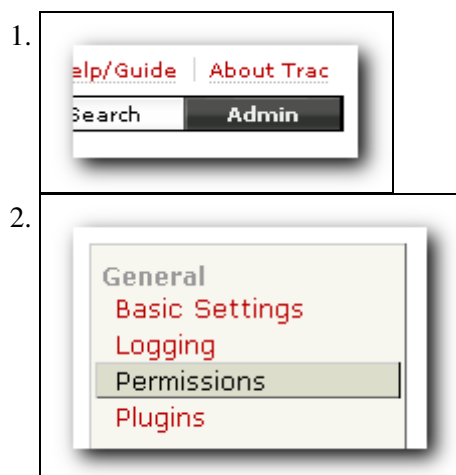 1.
elp/Guide About Trac
Search Admin
2.
General
Basic Settings
Logging
Permissions
Plugins